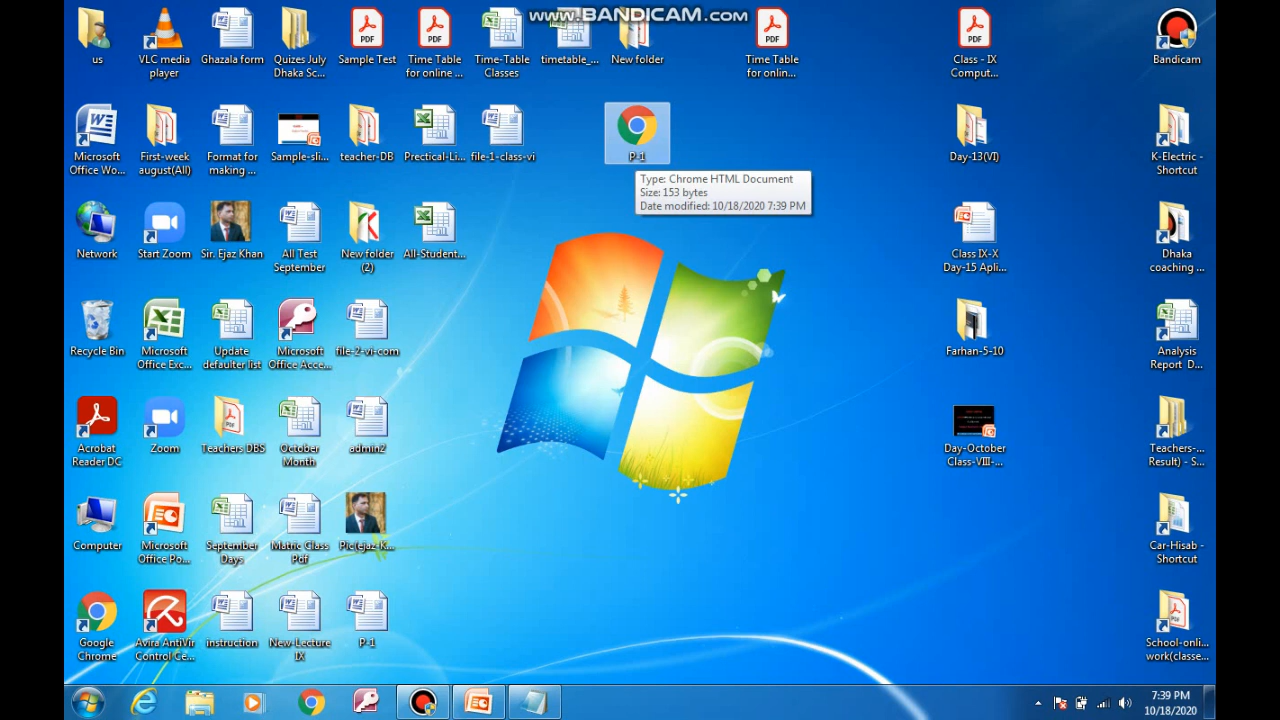 www.BANDICAM.com
us
VLC media
player
Ghazala form
Quizes July
Dhaka Sc...
Sample Test
Time Table
for online ...
Time-Table
Classes
timetable_...
New folder
Time Table
for onlin...
Class - IX
Comput...
Bandicam
Microsoft
Office Wo...
First-week
august(All)
Format for
making ...
Sample-sli...
teacher-DB
Prectical-Li...
file-1-class-vi
P-1
Type: Chrome HTML Document
Size: 153 bytes
Date modified: 10/18/2020 7:39 PM
Day-13(VI)
K-Electric -
Shortcut
Network
Start Zoom
Sir. Ejaz Khan
All Test
September
New folder
(2)
All-Student...
Class IX-X
Day-15 Apli...
Dhaka
coaching ...
Recycle Bin
Microsoft
Office Exc...
Update
defaulter list
Microsoft
Office Acce...
file-2-vi-com
Farhan-5-10
Analysis
Report D...
Acrobat
Reader DC
Zoom
Teachers DBS
October
Month
admin2
Day-October
Class-VIII-...
Teachers-...
Result) - S...
Computer
Microsoft
Office Po...
September
Days
Matric Class
Pdf
Pic(ejaz-K...
Car-Hisab -
Shortcut
Google
Chrome
Avira AntiVir
Control Ce...
instruction
New-Lecture
IX
P-1
School-onli...
work(classe...
7:39 PM
10/18/2020